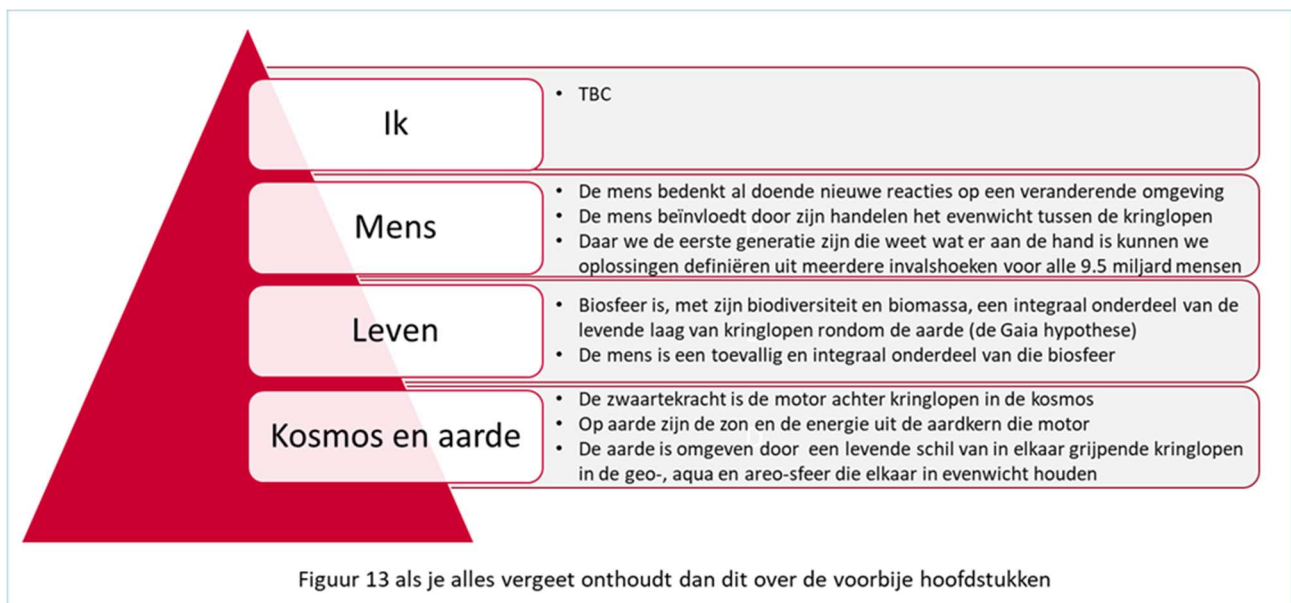 Ik
• TBC
Mens
• De mens bedenkt al doende nieuwe reacties op een veranderende omgeving
• De mens beïnvloedt door zijn handelen het evenwicht tussen de kringlopen
• Daar we de eerste generatie zijn die weet wat er aan de hand is kunnen we
oplossingen definiëren uit meerdere invalshoeken voor alle 9.5 miljard mensen
Leven
• Biosfeer is, met zijn biodiversiteit en biomassa, een integraal onderdeel van de
levende laag van kringlopen rondom de aarde (de Gaia hypothese)
• De mens is een toevallig en integraal onderdeel van die biosfeer
Kosmos en aarde
• De zwaartekracht is de motor achter kringlopen in de kosmos
• Op aarde zijn de zon en de energie uit de aardkern die motor
• De aarde is omgeven door een levende schil van in elkaar grijpende kringlopen
in de geo-, aqua en areo-sfeer die elkaar in evenwicht houden
Figuur 13 als je alles vergeet onthoudt dan dit over de voorbije hoofdstukken